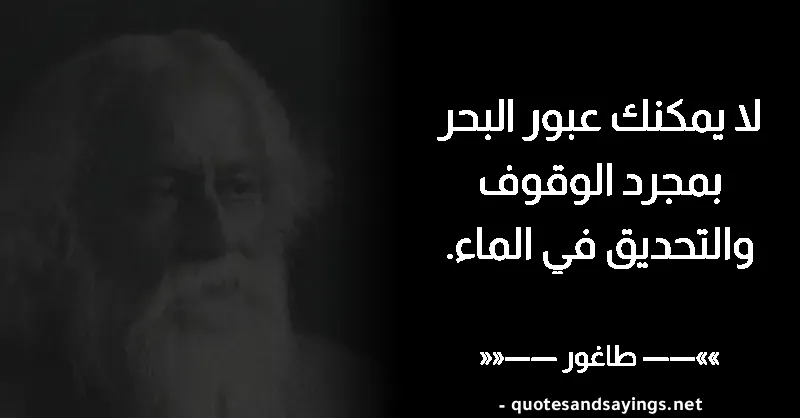 لا يمكنك عبور البحر
بمجرد الوقوف
والتحديق في الماء.
»»—— طاغور ——««
- quotesandsayings.net